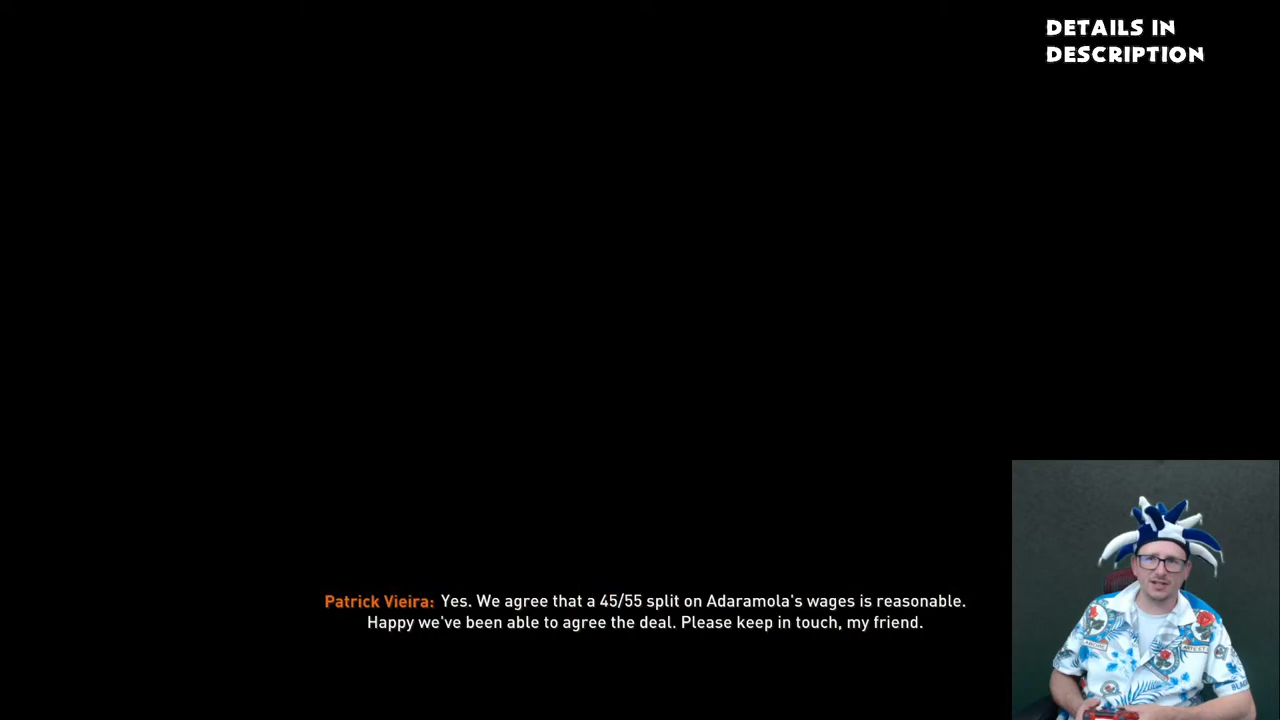 DETAILS IN
DESCRIPTION
Patrick Vieira: Yes. We agree that a 45/55 split on Adaramola's wages is reasonable.
Happy we've been able to agree the deal. Please keep in touch, my friend.